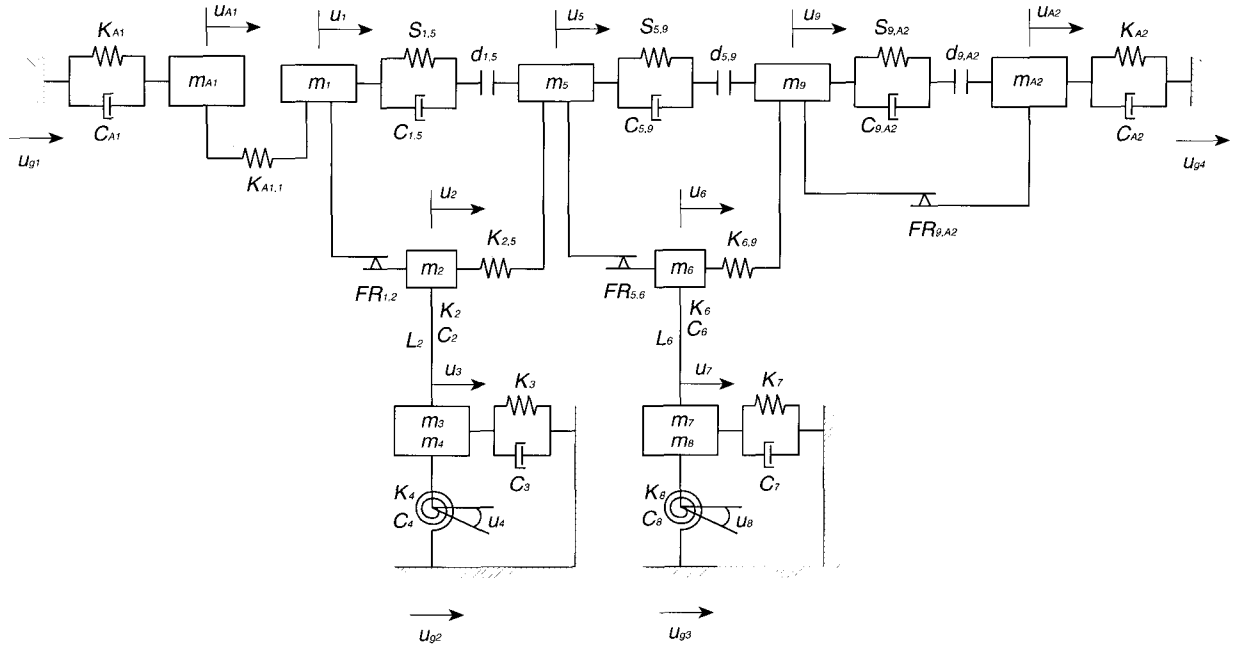 u_A1 u_1 u_5 u_9 u_A2
K_A1 S_1,5 S_5,9 S_9,A2 K_A2
d_1,5 d_5,9 d_9,A2
m_A1 m_1 m_5 m_9 m_A2
C_A1 C_1,5 C_5,9 C_9,A2 C_A2
u_g1 u_g4
K_A1,1
u_2 u_6
FR_9,A2
K_2,5 K_6,9
m_2 m_6
FR_1,2 FR_5,6
K_2 K_6
L_2 C_2 L_6 C_6
u_3 K_3 u_7 K_7
m_3 m_7
m_4 m_8
C_3 C_7
K_4 K_8
C_4 u_4 C_8 u_8
u_g2 u_g3